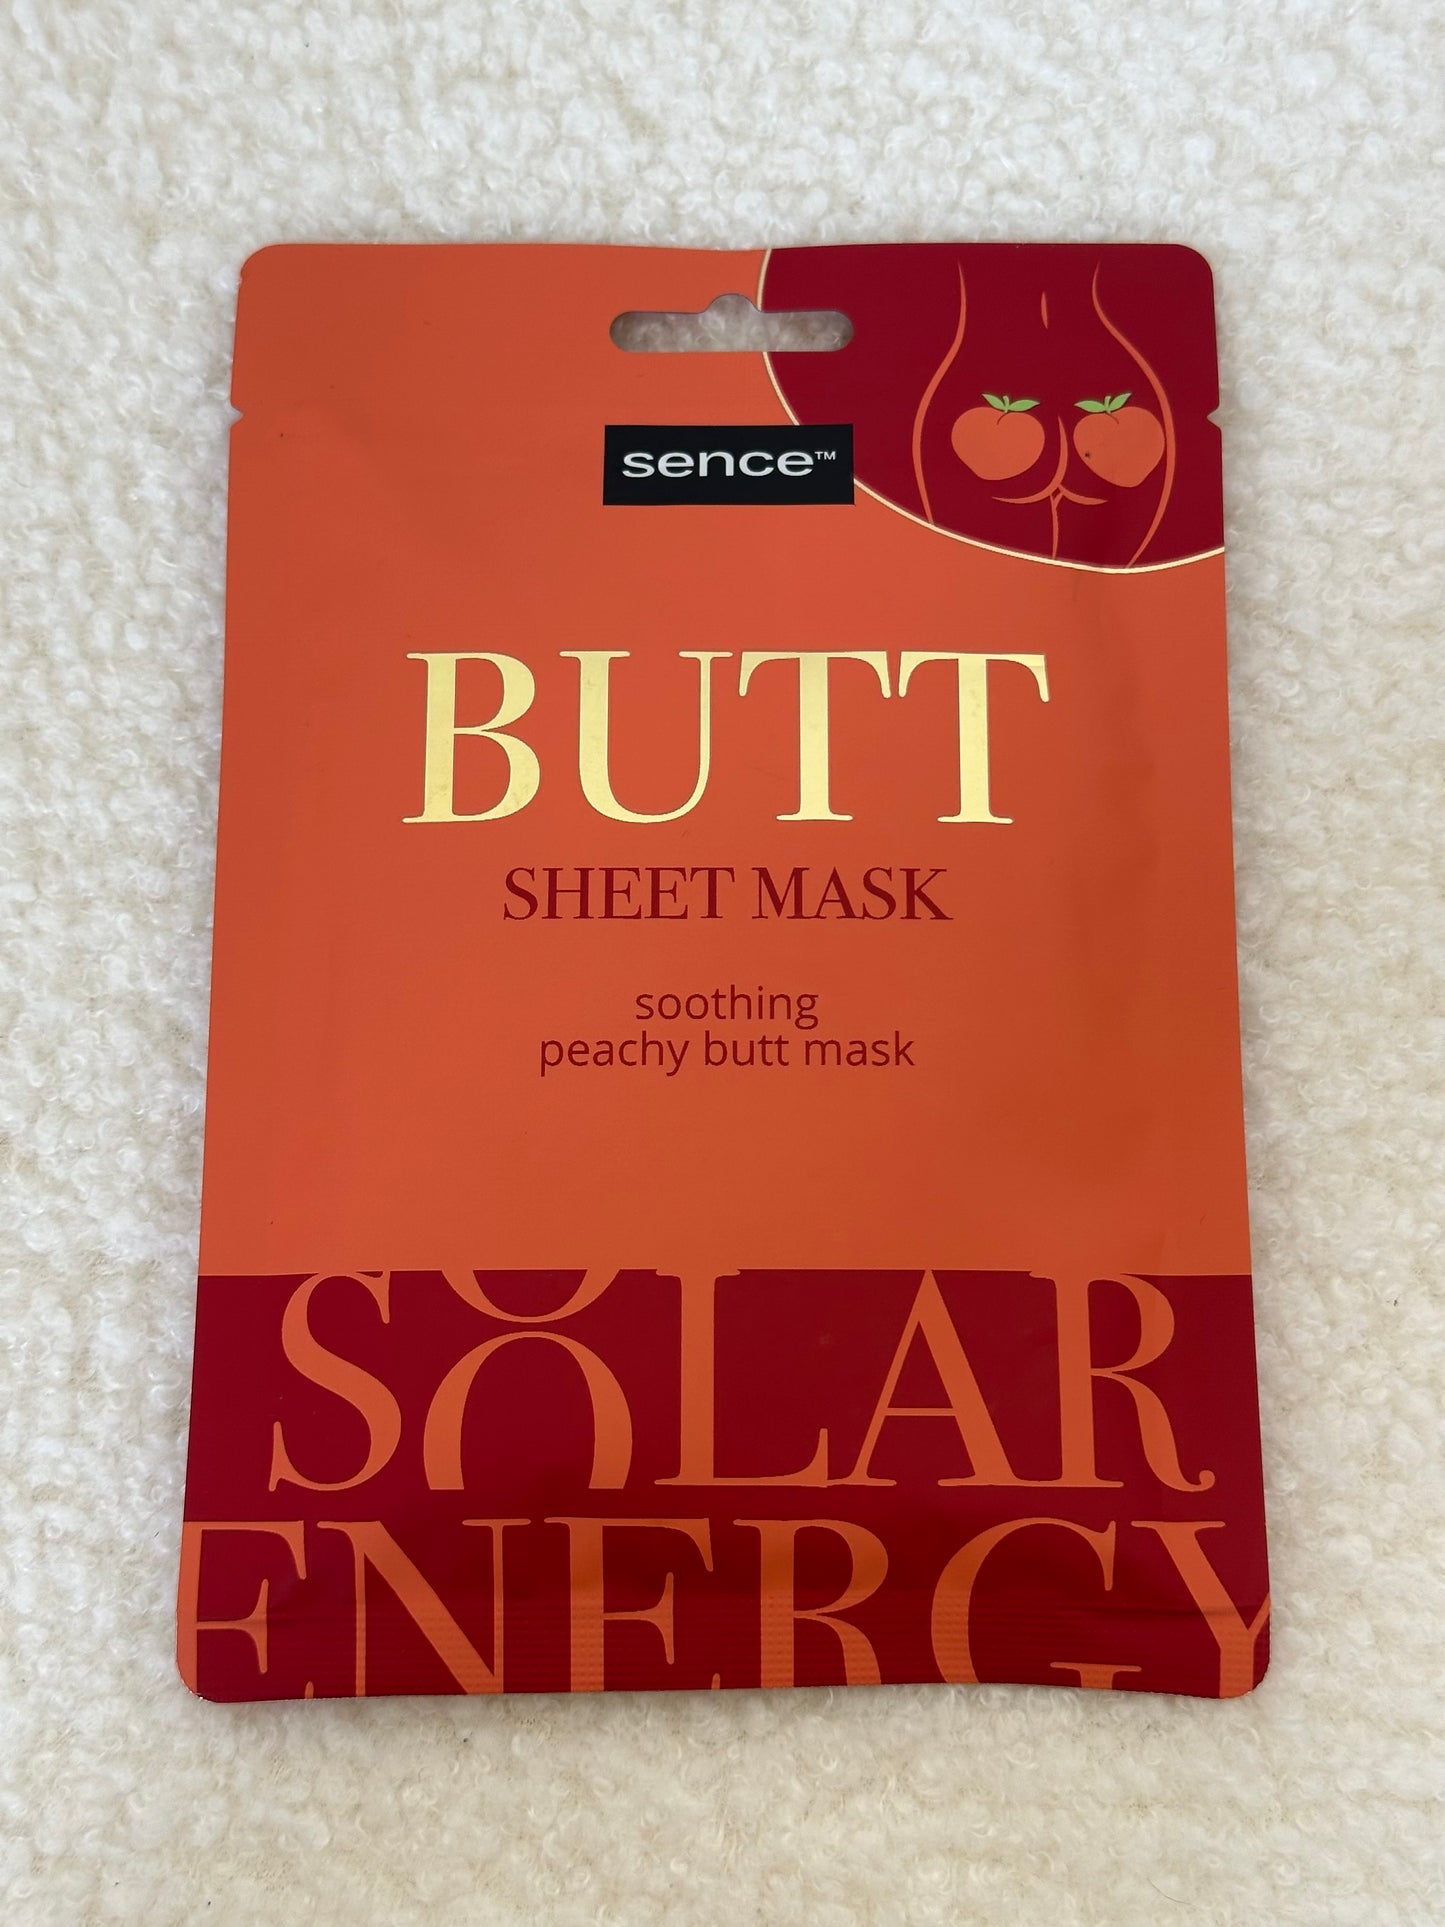 sence™
BUTT
SHEET MASK
soothing
peachy butt mask
SOLAR
ENERGY